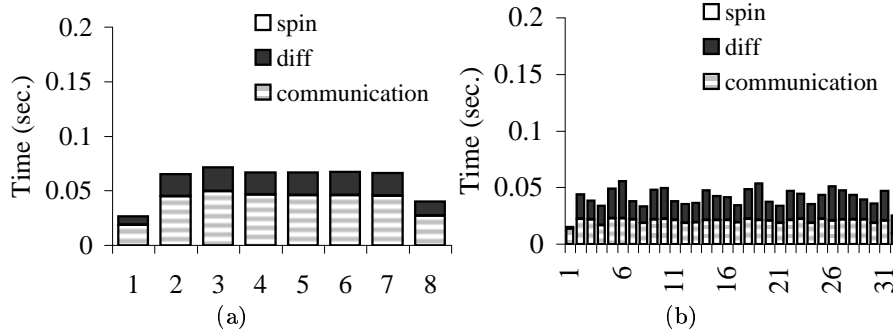 0.2
0.15
0.1
0.05
0
Time (sec.)
spin
diff
communication
1 2 3 4 5 6 7 8
(a)
0.2
0.15
0.1
0.05
0
Time (sec.)
spin
diff
communication
1 6 11 16 21 26 31
(b)